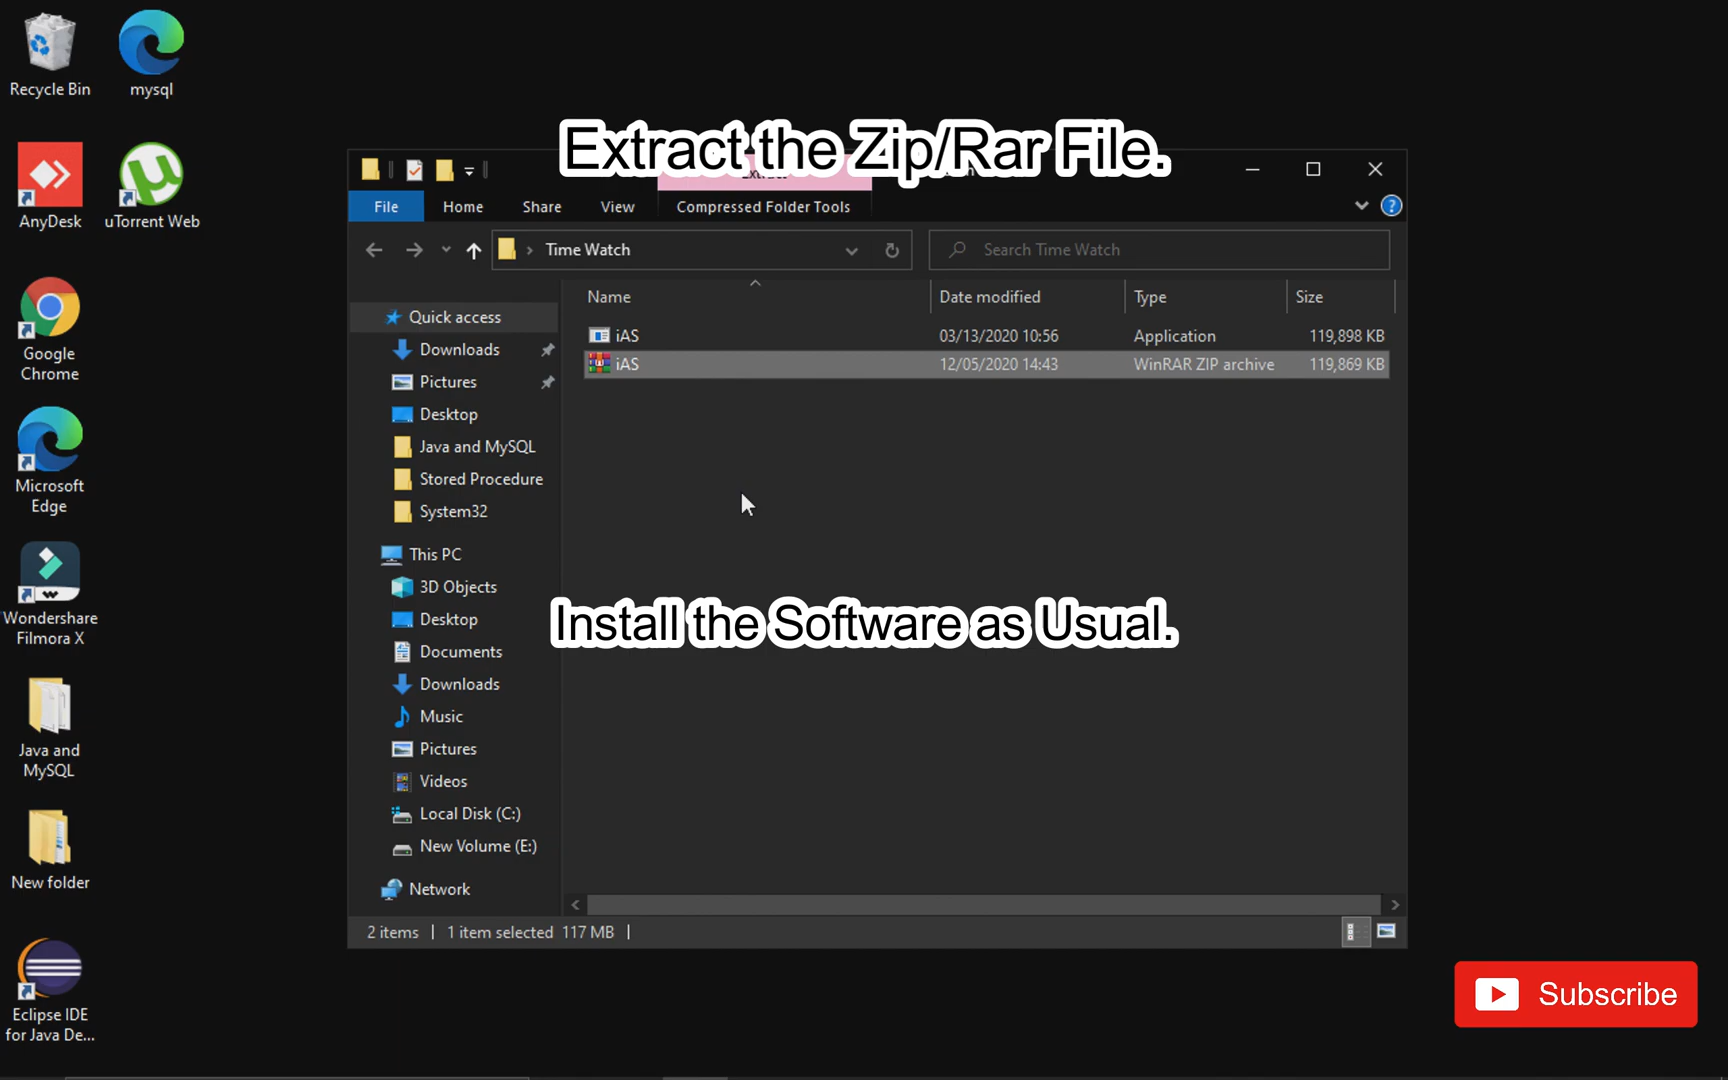 Recycle Bin
mysql
AnyDesk
uTorrent Web
Google
Chrome
Microsoft
Edge
Wondershare
Filmora X
Java and
MySQL
New folder
Eclipse IDE
for Java De...
Extract the Zip/Rar File.
File
Home
Share
View
Compressed Folder Tools
?
Time Watch
Search Time Watch
Name
Date modified
Type
Size
iAS
03/13/2020 10:56
Application
119,898 KB
iAS
12/05/2020 14:43
WinRAR ZIP archive
119,869 KB
Quick access
Downloads
Pictures
Desktop
Java and MySQL
Stored Procedure
System32
This PC
3D Objects
Desktop
Documents
Downloads
Music
Pictures
Videos
Local Disk (C:)
New Volume (E:)
Network
Install the Software as Usual.
2 items
1 item selected 117 MB
Subscribe